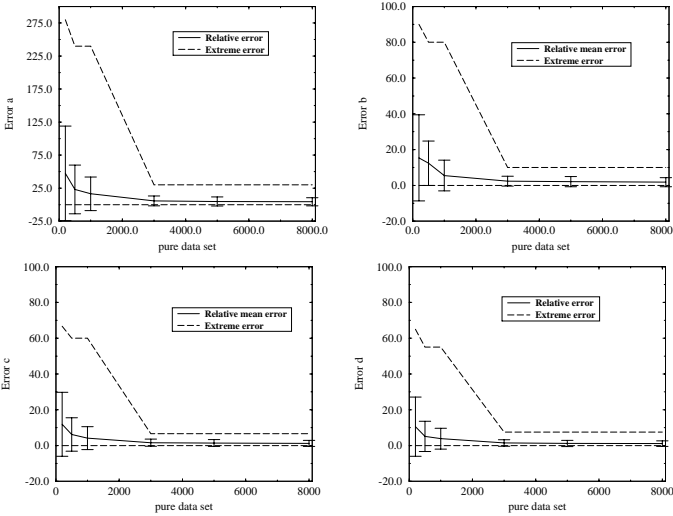 275.0
225.0
175.0
125.0
75.0
25.0
-25.0
Error a
Relative error
Extreme error
0.0 2000.0 4000.0 6000.0 8000.0
pure data set
100.0
80.0
60.0
40.0
20.0
0.0
-20.0
Error b
Relative mean error
Extreme error
0.0 2000.0 4000.0 6000.0 8000
pure data set
100.0
80.0
60.0
40.0
20.0
0.0
-20.0
Error c
Relative mean error
Extreme error
0 2000 4000 6000 8000
pure data set
100.0
80.0
60.0
40.0
20.0
0.0
-20.0
Error d
Relative error
Extreme error
0 2000 4000 6000 8000
pure data set